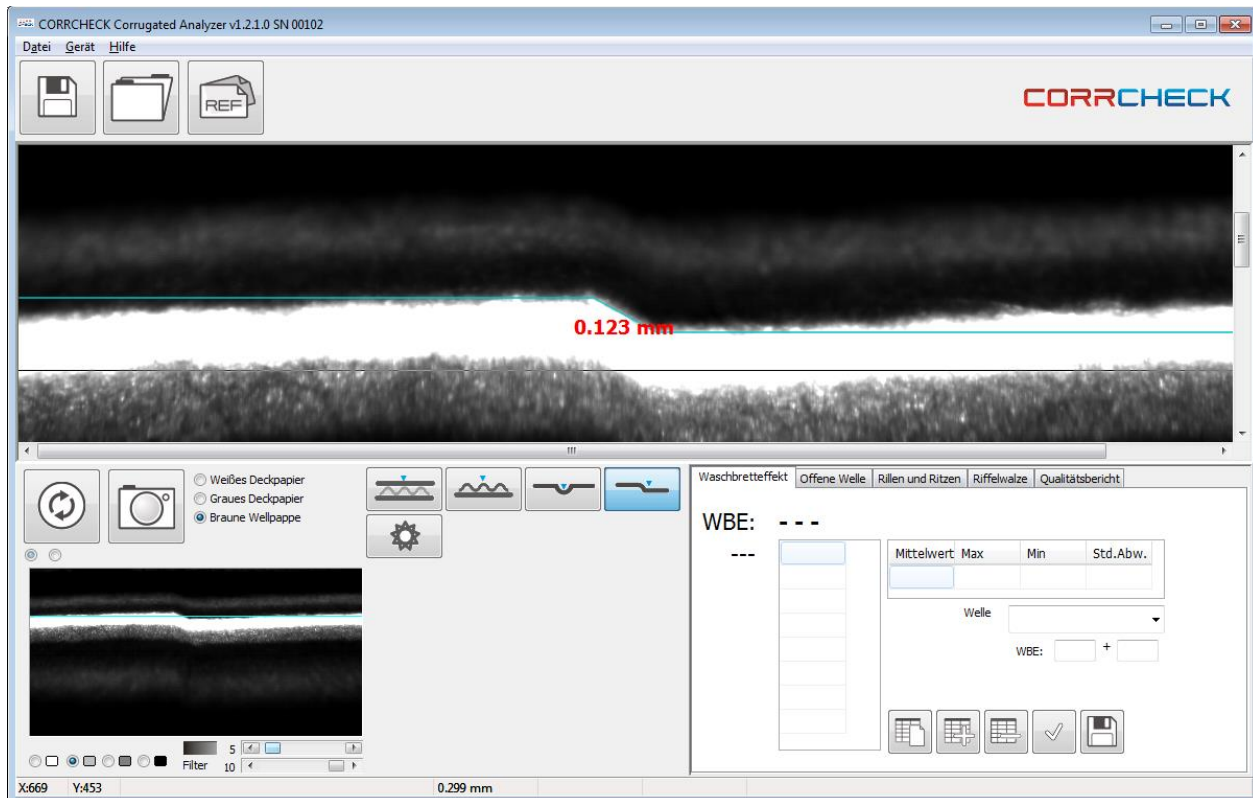 CORRCHECK Corrugated Analyzer v1.2.1.0 SN 00102
Datei Gerät Hilfe
REF
CORRCHECK
0.123 mm
Weißes Deckpapier
Graues Deckpapier
Braune Wellpappe
Waschbretteffekt Offene Welle Rillen und Ritzen Riffelwalze Qualitätsbericht
WBE: - - -
---
Mittelwert Max Min Std.Abw.
Welle
WBE: +
5
Filter 10
X:669 Y:453 0.299 mm